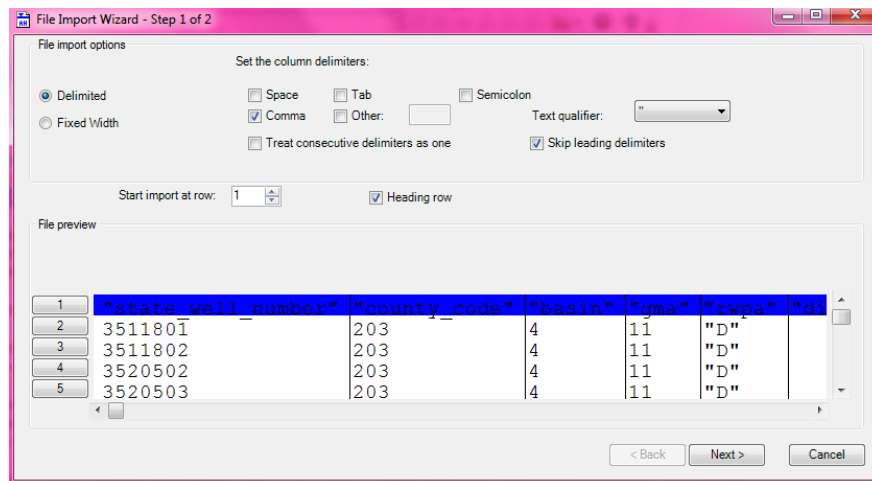 File Import Wizard - Step 1 of 2
File import options
Set the column delimiters:
Delimited
Space Tab Semicolon
Fixed Width
Comma Other: Text qualifier: "
Treat consecutive delimiters as one Skip leading delimiters
Start import at row: 1 Heading row
File preview
1 "state_well_number" "county_code" "basin" "gma" "rwpa" "di
2 3511801 203 4 11 "D"
3 3511802 203 4 11 "D"
4 3520502 203 4 11 "D"
5 3520503 203 4 11 "D"
< Back Next > Cancel